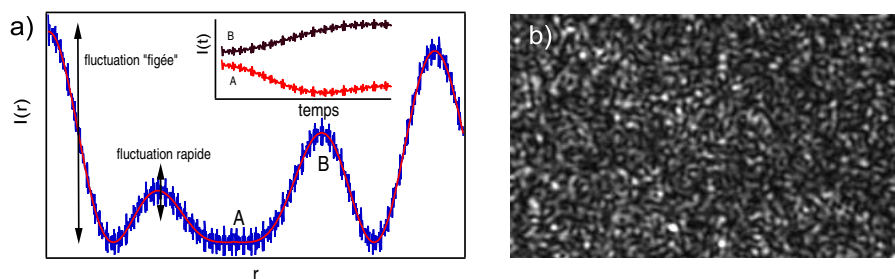 a)
fluctuation "figée"
I(r)
fluctuation rapide
A
B
r
B
A
I(t)
temps
b)